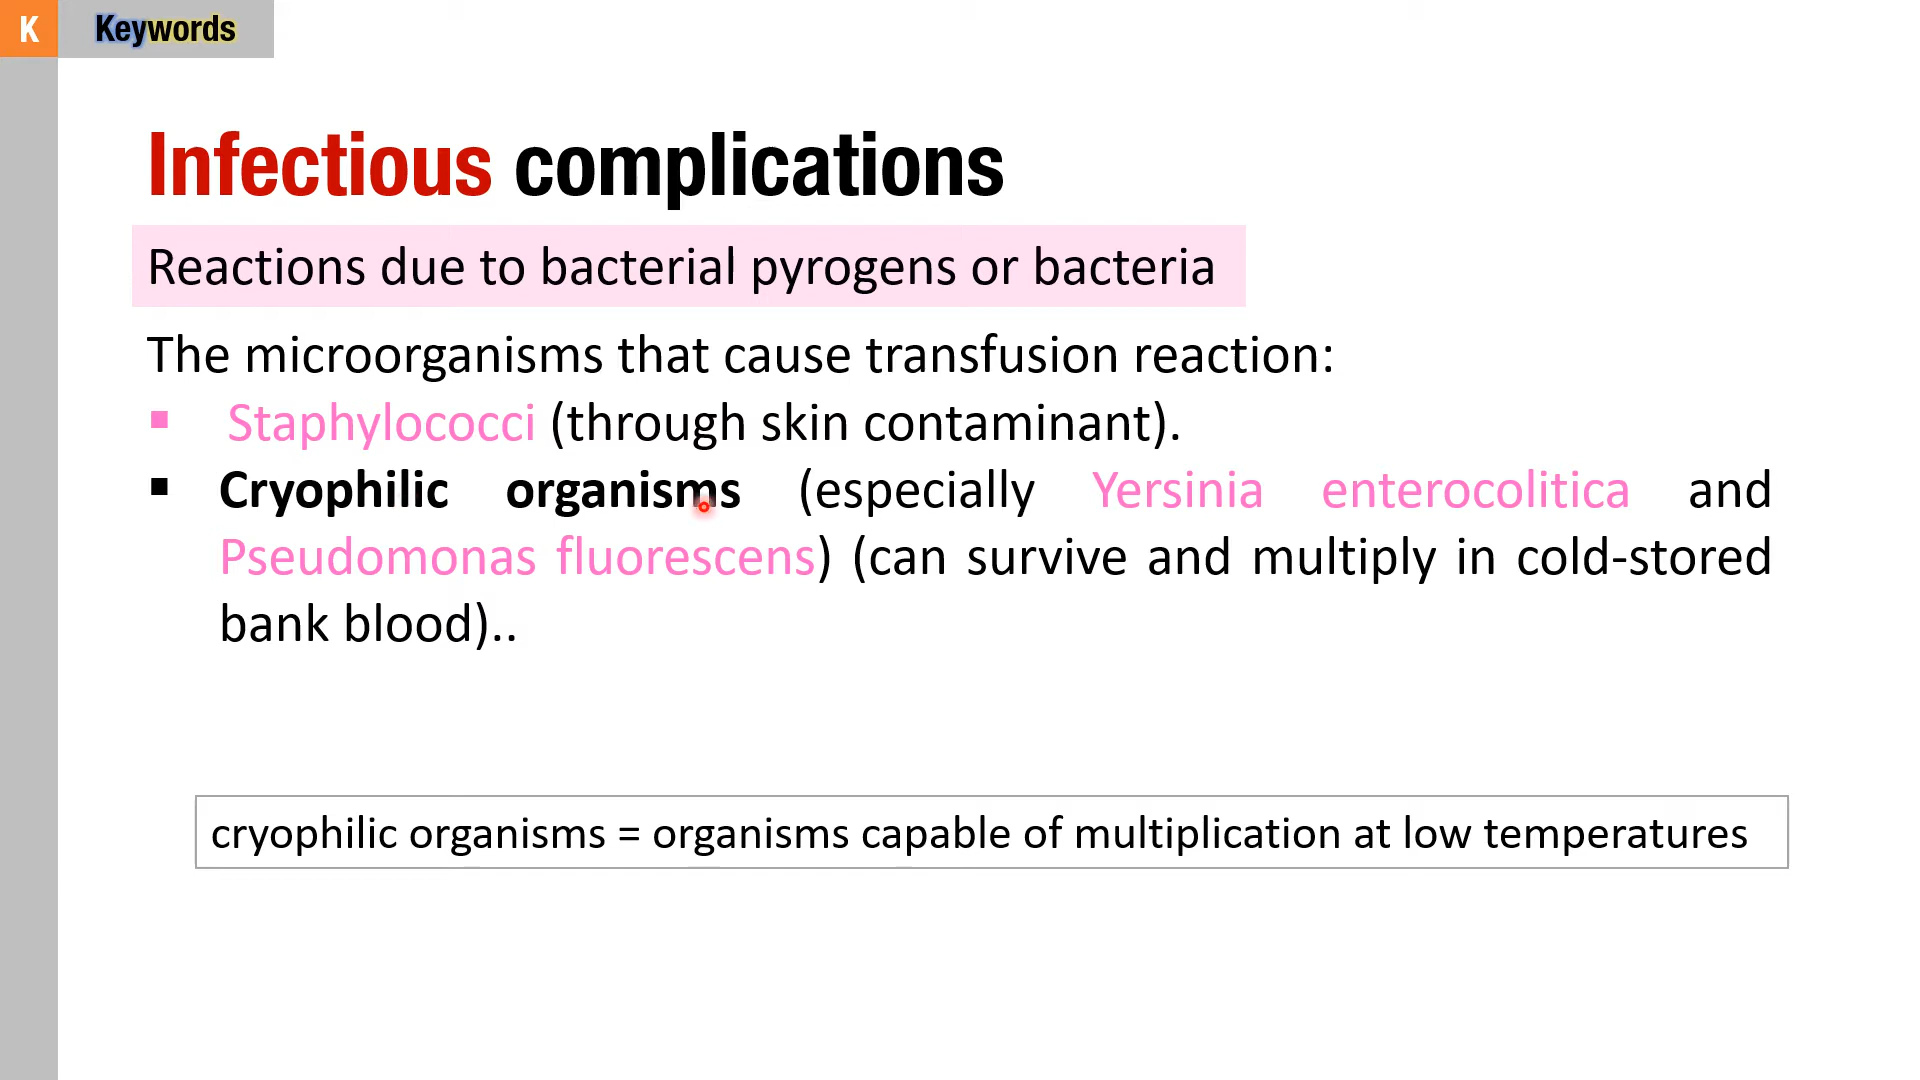 K Keywords
Infectious complications
Reactions due to bacterial pyrogens or bacteria
The microorganisms that cause transfusion reaction:
▪ Staphylococci (through skin contaminant).
▪ Cryophilic organisms (especially Yersinia enterocolitica and
Pseudomonas fluorescens) (can survive and multiply in cold-stored
bank blood)..
cryophilic organisms = organisms capable of multiplication at low temperatures